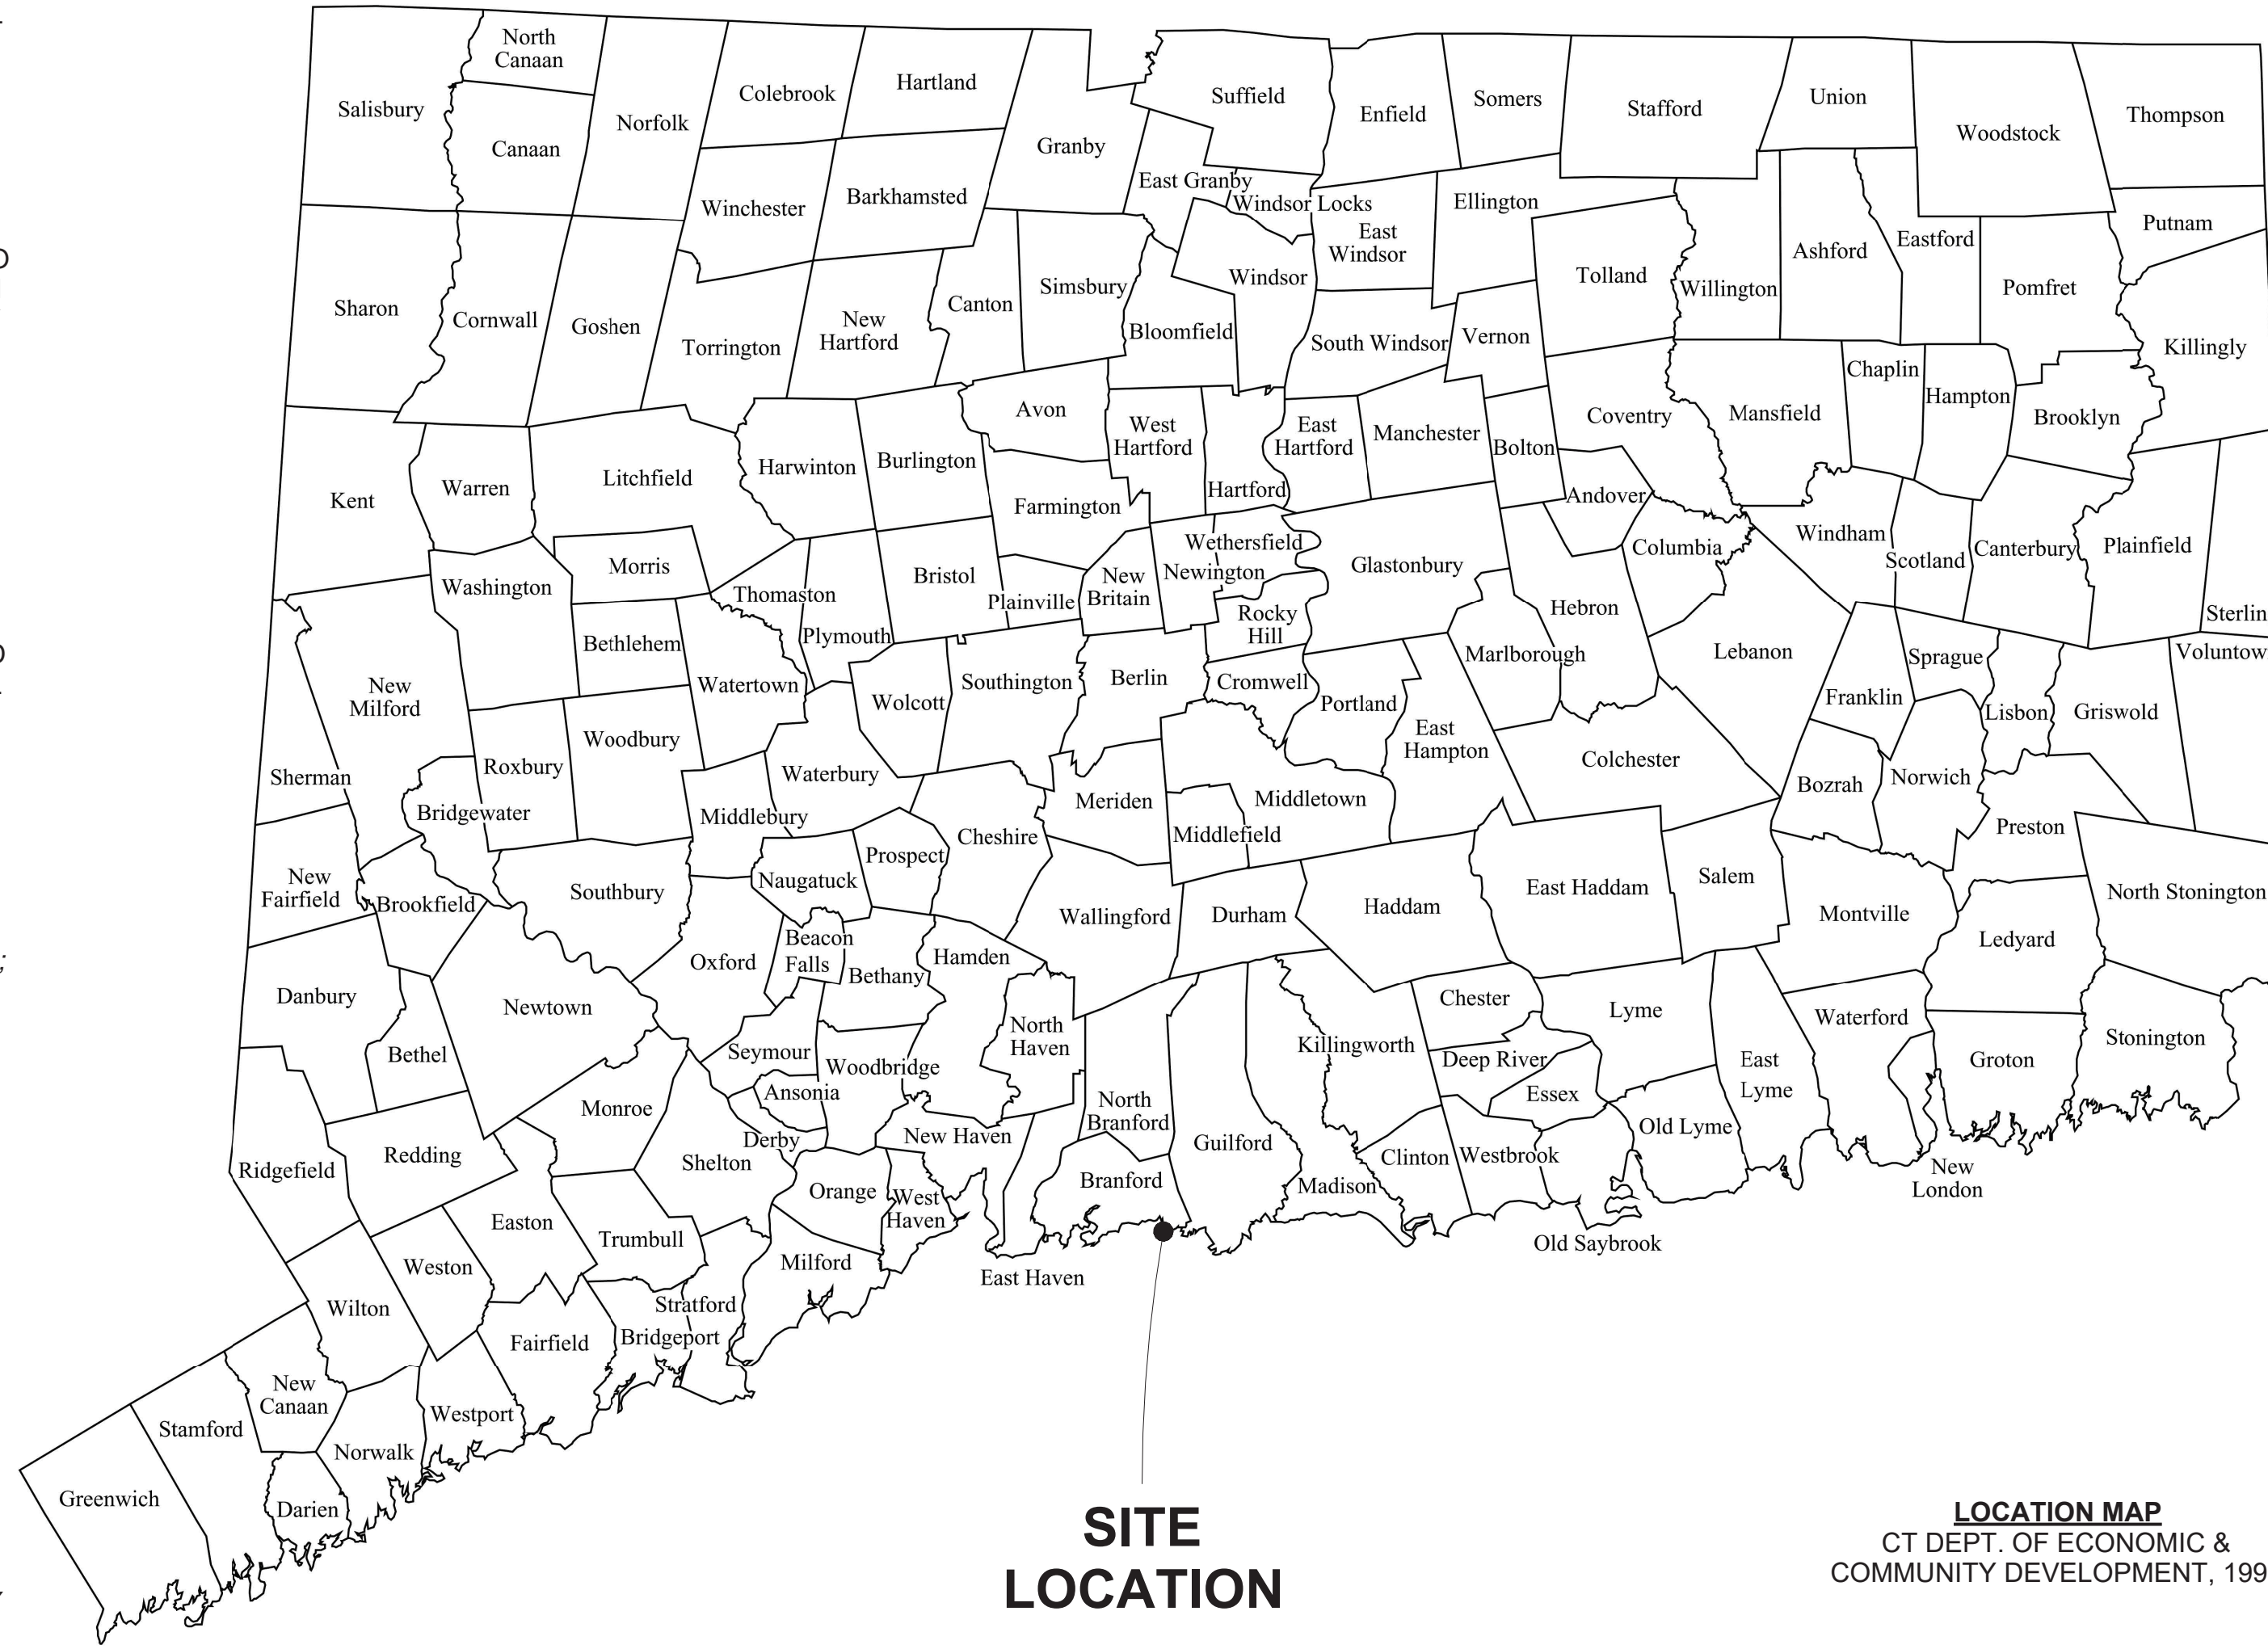 North
Canaan
Salisbury
Canaan
Norfolk
Colebrook
Hartland
Granby
Suffield
Enfield
Somers
Stafford
Union
Woodstock
Thompson
Winchester
Barkhamsted
East Granby
Windsor Locks
East
Windsor
Ellington
Tolland
Willington
Ashford
Eastford
Pomfret
Putnam
Killingly
Sharon
Cornwall
Goshen
Torrington
New
Hartford
Canton
Simsbury
Bloomfield
Windsor
South Windsor
Vernon
Coventry
Mansfield
Chaplin
Hampton
Brooklyn
Kent
Warren
Litchfield
Harwinton
Burlington
Avon
Farmington
West
Hartford
Hartford
East
Hartford
Manchester
Bolton
Andover
Columbia
Windham
Scotland
Canterbury
Plainfield
Sterlin
Washington
Morris
Thomaston
Bristol
Plainville
New
Britain
Newington
Wethersfield
Rocky
Hill
Glastonbury
Hebron
Marlborough
Lebanon
Bethlehem
Plymouth
Watertown
Wolcott
Southington
Berlin
Cromwell
Portland
East
Hampton
Colchester
Franklin
Sprague
Lisbon
Griswold
Voluntow
New
Milford
Sherman
Bridgewater
Roxbury
Woodbury
Middlebury
Waterbury
Cheshire
Meriden
Middlefield
Middletown
Bozrah
Norwich
Preston
New
Fairfield
Brookfield
Southbury
Naugatuck
Prospect
Wallingford
Durham
Haddam
East Haddam
Salem
Montville
Ledyard
North Stonington
Danbury
Bethel
Newtown
Oxford
Beacon
Falls
Bethany
Hamden
North
Haven
Killingworth
Chester
Deep River
Essex
Lyme
East
Lyme
Waterford
Groton
Stonington
Seymour
Woodbridge
Ansonia
Monroe
Derby
Shelton
New Haven
North
Branford
Branford
Guilford
Madison
Clinton
Westbrook
Old Lyme
New
London
Old Saybrook
Ridgefield
Redding
Easton
Trumbull
Orange
West
Haven
Milford
East Haven
Weston
Wilton
Stratford
Bridgeport
Fairfield
New
Canaan
Westport
Norwalk
Stamford
Darien
Greenwich
SITE
LOCATION
LOCATION MAP
CT DEPT. OF ECONOMIC &
COMMUNITY DEVELOPMENT, 199